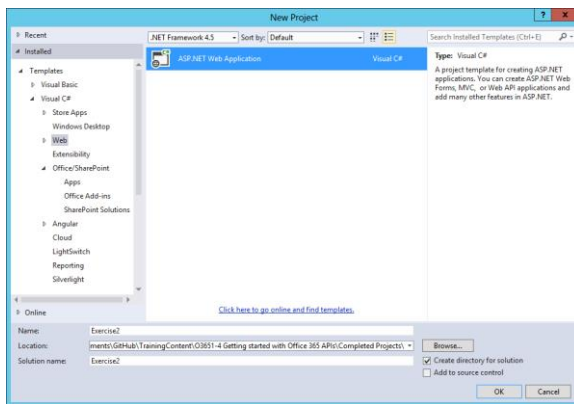 New Project
Recent
Installed
Templates
Visual Basic
Visual C#
Store Apps
Windows Desktop
Web
Extensibility
Office/SharePoint
Apps
Office Add-ins
SharePoint Solutions
Angular
Cloud
LightSwitch
Reporting
Silverlight
Online
.NET Framework 4.5 Sort by: Default
ASP.NET Web Application Visual C#
Click here to go online and find templates.
Search Installed Templates (Ctrl+E)
Type: Visual C#
A project template for creating ASP.NET
applications. You can create ASP.NET Web
Forms, MVC, or Web API applications and
add many other features in ASP.NET.
Name: Exercise2
Location: ments\GitHub\TrainingContent\O3651-4 Getting started with Office 365 APIs\Completed Projects\ Browse...
Solution name: Exercise2
Create directory for solution
Add to source control
OK Cancel